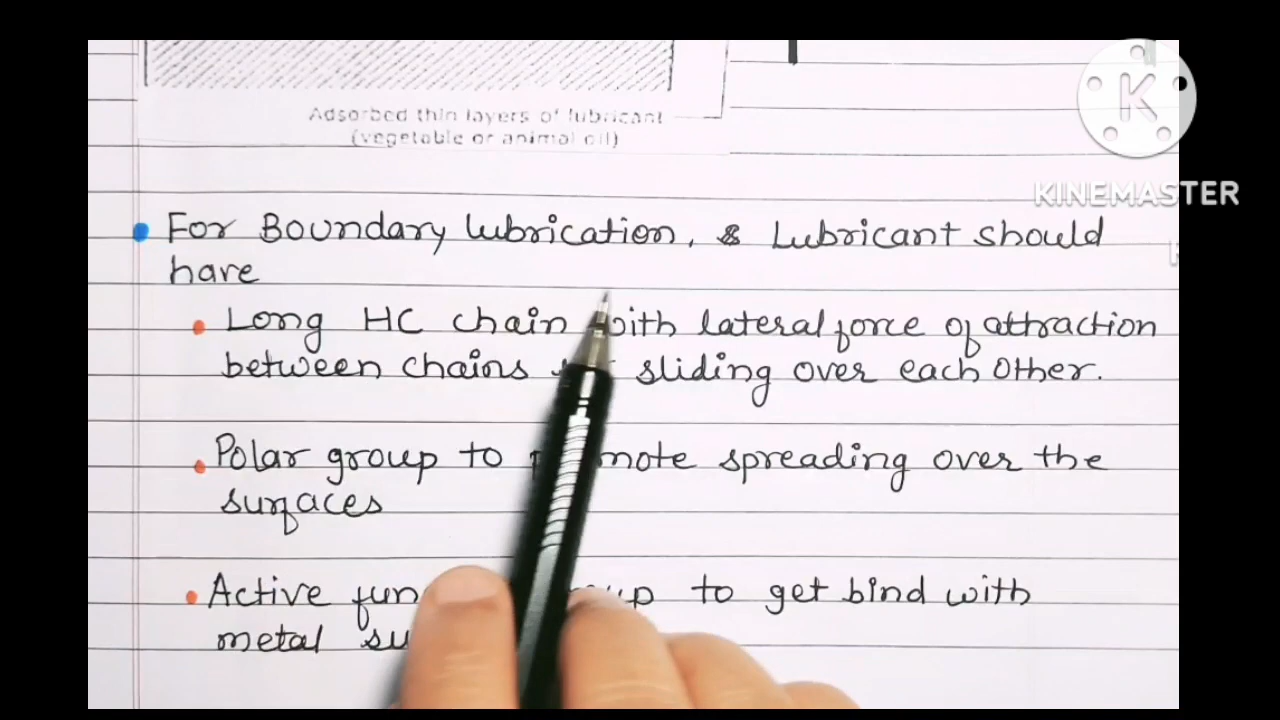 Adsorbed thin layers of lubricant
(vegetable or animal oil)
KINEMASTER
For Boundary lubrication, & Lubricant should
have
Long HC chain with lateral force of attraction
between chains sliding over each other.
Polar group to spreading over the
surfaces
Active to get bind with
metal